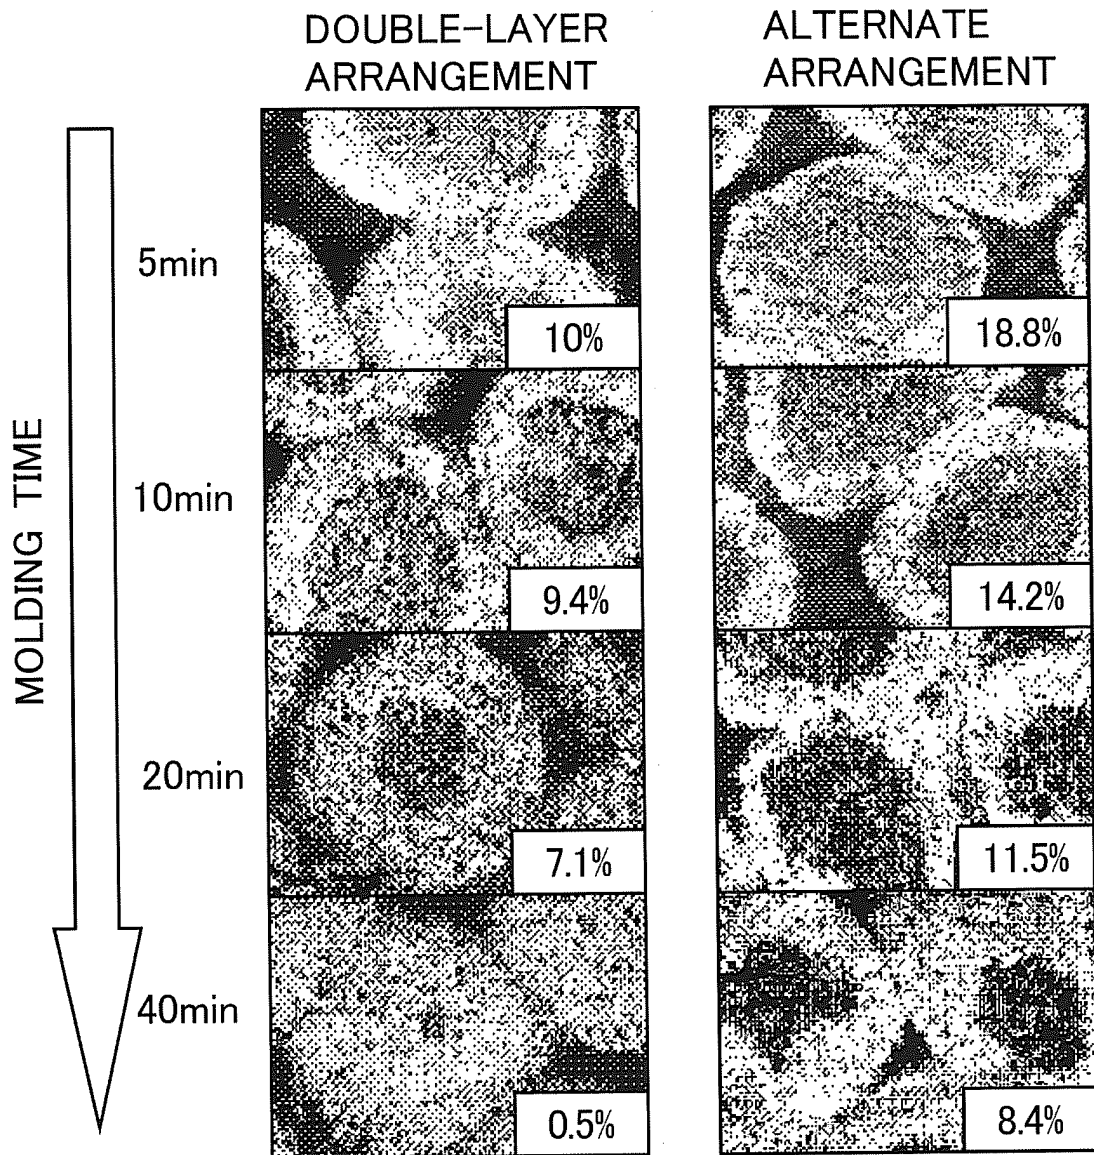 DOUBLE-LAYER
ARRANGEMENT
ALTERNATE
ARRANGEMENT
MOLDING TIME
5min
10%
18.8%
10min
9.4%
14.2%
20min
7.1%
11.5%
40min
0.5%
8.4%